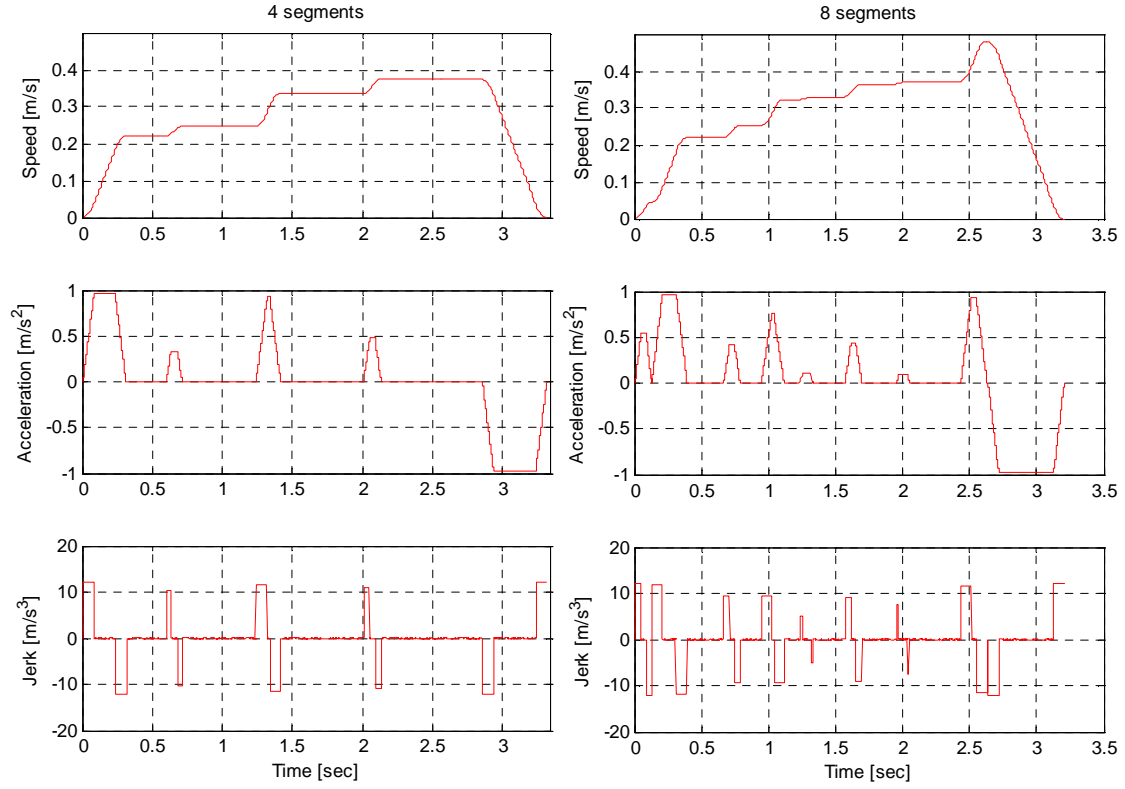 4 segments
Speed [m/s]
0.4
0.3
0.2
0.1
0
0 0.5 1 1.5 2 2.5 3
Acceleration [m/s2]
1
0.5
0
-0.5
-1
0 0.5 1 1.5 2 2.5 3
Jerk [m/s3]
20
10
0
-10
-20
0 0.5 1 1.5 2 2.5 3
Time [sec]
8 segments
Speed [m/s]
0.4
0.3
0.2
0.1
0
0 0.5 1 1.5 2 2.5 3 3.5
Acceleration [m/s2]
1
0.5
0
-0.5
-1
0 0.5 1 1.5 2 2.5 3 3.5
Jerk [m/s3]
20
10
0
-10
-20
0 0.5 1 1.5 2 2.5 3 3.5
Time [sec]